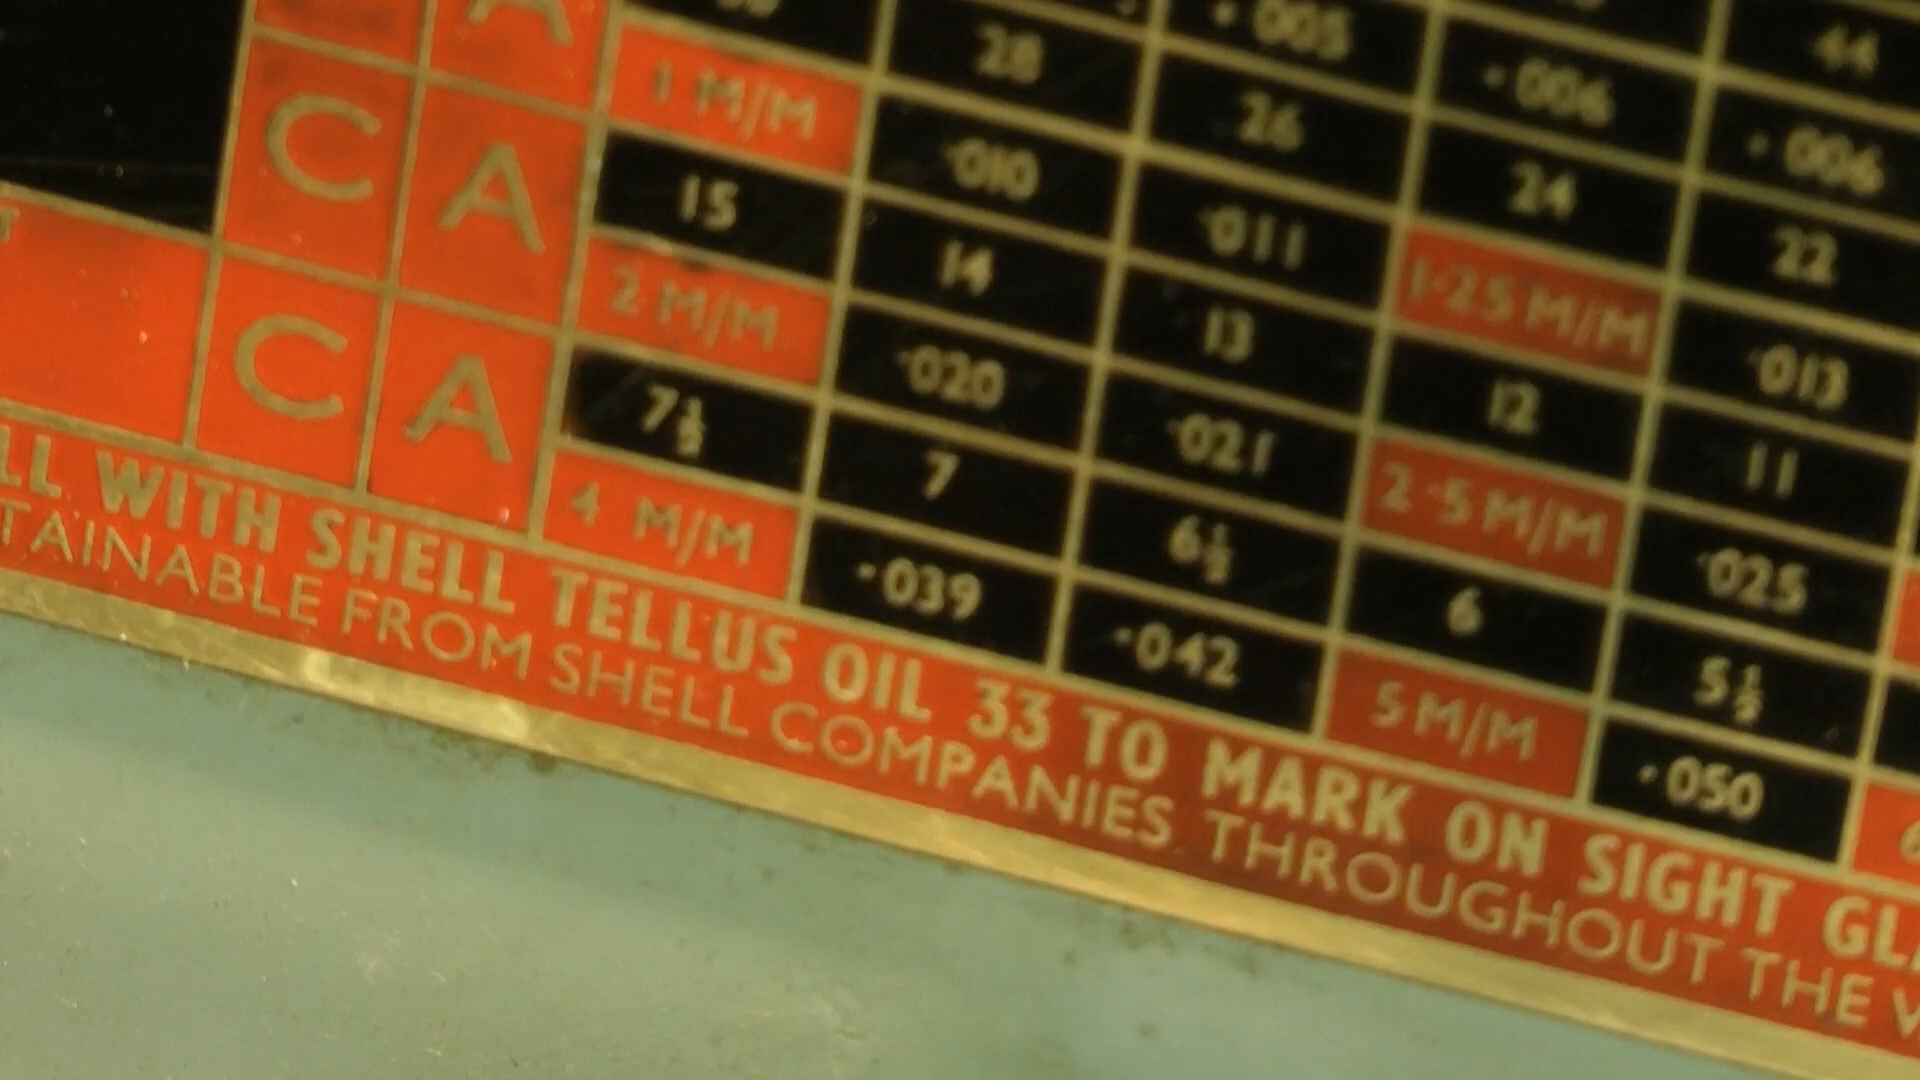 A 28 .005 .006 44
C A 1 M/M .010 26 24 .006
15 14 .011 1.25 M/M 22
C A 2 M/M .020 13 12 .013
7½ 7 .021 2.5 M/M 11
4 M/M .039 6½ 6 .025
.042 5 M/M 5½
.050
LL WITH SHELL TELLUS OIL 33 TO MARK ON SIGHT GL
TAINABLE FROM SHELL COMPANIES THROUGHOUT THE